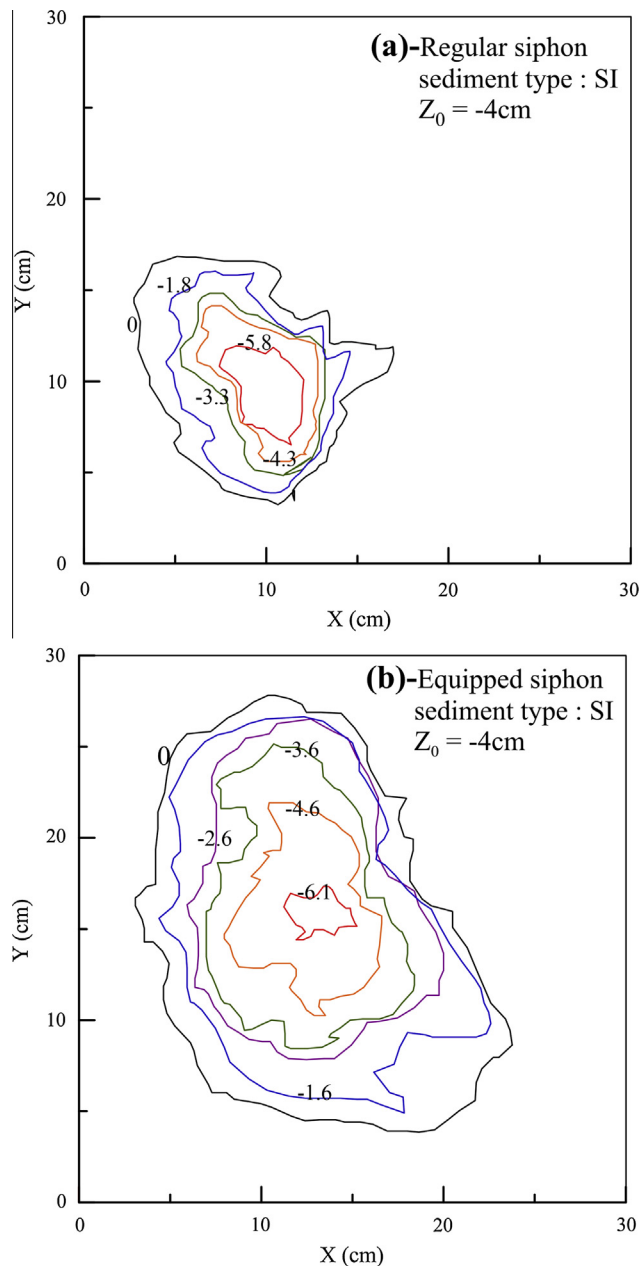 30
(a)-Regular siphon
sediment type : SI
Z0 = -4cm
20
Y (cm)
-1.8
0
-5.8
10
-3.3
-4.3
0
0
10
20
30
X (cm)
30
(b)-Equipped siphon
sediment type : SI
Z0 = -4cm
0
-3.6
-4.6
20
-2.6
-6.1
Y (cm)
10
-1.6
0
0
10
20
30
X (cm)